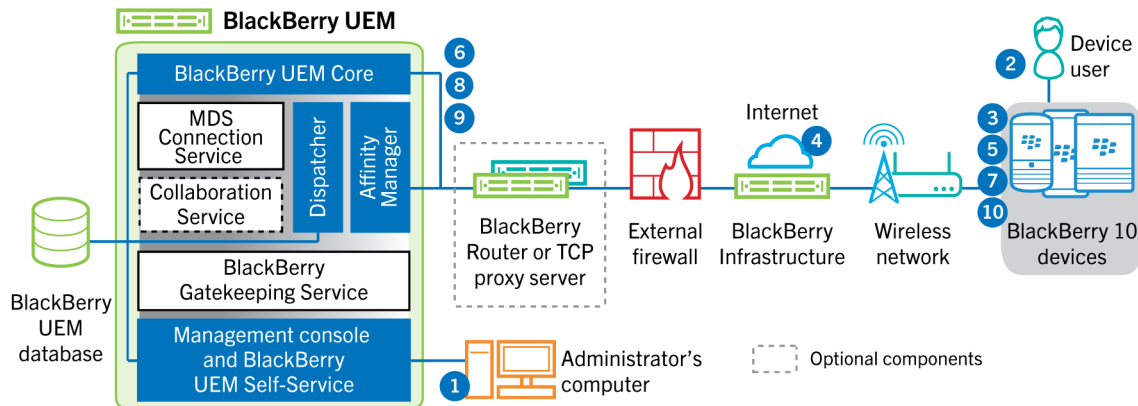 BlackBerry UEM
BlackBerry UEM Core
MDS
Connection
Service
Collaboration
Service
Dispatcher
Affinity
Manager
BlackBerry
Gatekeeping Service
Management console
and BlackBerry
UEM Self-Service
BlackBerry
UEM
database
6
8
9
BlackBerry
Router or TCP
proxy server
External
firewall
Internet
4
BlackBerry
Infrastructure
Wireless
network
2
Device
user
3
5
7
10
BlackBerry 10
devices
1
Administrator's
computer
Optional components